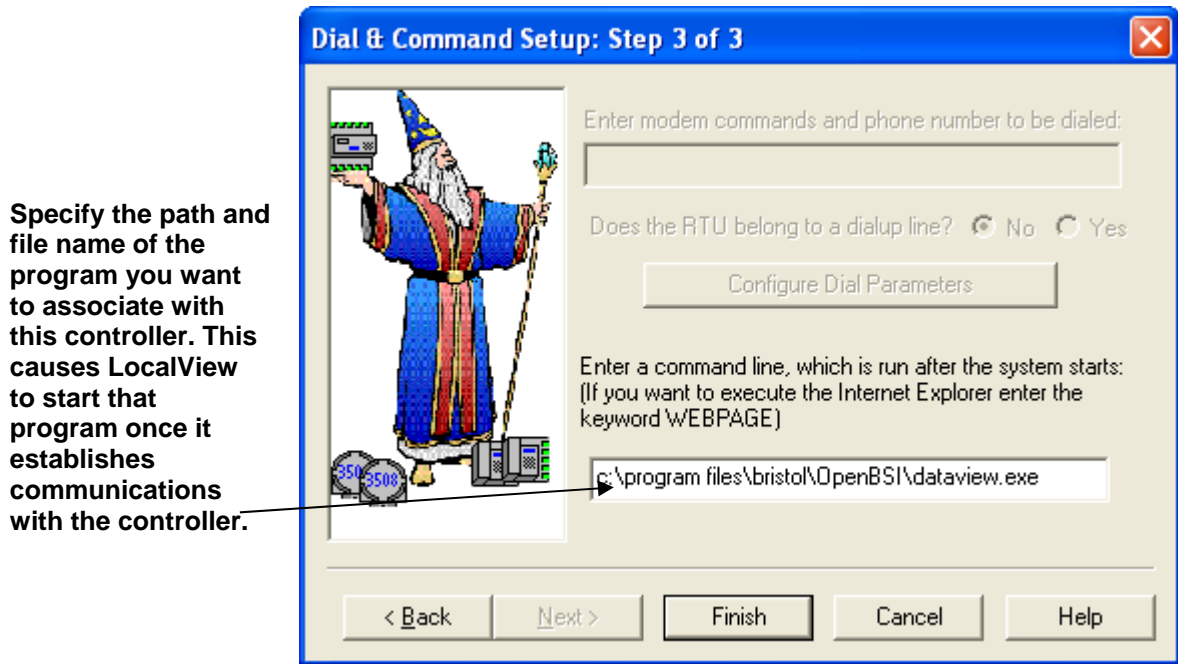 Dial & Command Setup: Step 3 of 3
Specify the path and
file name of the
program you want
to associate with
this controller. This
causes LocalView
to start that
program once it
establishes
communications
with the controller.
Enter modem commands and phone number to be dialed:
Does the RTU belong to a dialup line? No Yes
Configure Dial Parameters
Enter a command line, which is run after the system starts:
(If you want to execute the Internet Explorer enter the
keyword WEBPAGE)
350 3508
c:\program files\bristol\OpenBSI\dataview.exe
< Back Next > Finish Cancel Help